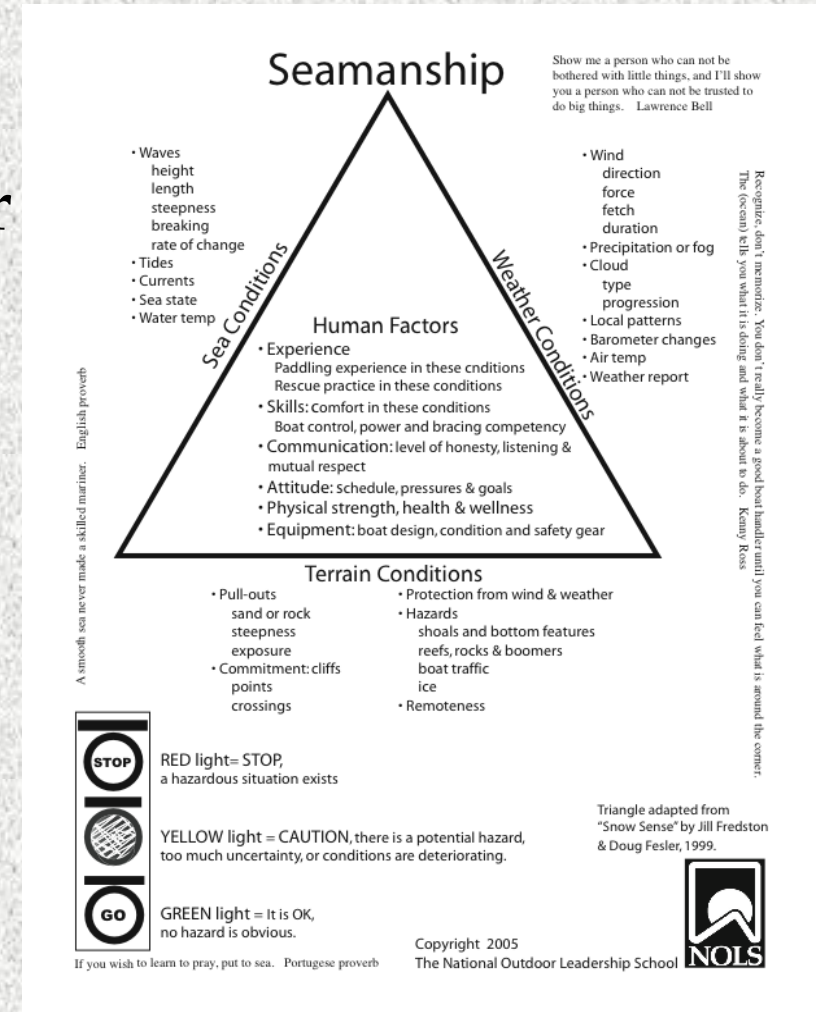 Seamanship
Show me a person who can not be
bothered with little things, and I'll show
you a person who can not be trusted to
do big things. Lawrence Bell
r
• Waves
height
length
steepness
breaking
rate of change
• Tides
• Currents
• Sea state
• Water temp
Sea Conditions
Weather Conditions
• Wind
direction
force
fetch
duration
• Precipitation or fog
• Cloud
type
progression
• Local patterns
• Barometer changes
• Air temp
• Weather report
Recognize, don't memorize. You don't really become a good boat handler until you can feel what is around the corner.
The (ocean) tells you what it is doing and what it is about to do. Kenny Ross
A smooth sea never made a skilled mariner. English proverb
Human Factors
• Experience
Paddling experience in these cnditions
Rescue practice in these conditions
• Skills: comfort in these conditions
Boat control, power and bracing competency
• Communication: level of honesty, listening &
mutual respect
• Attitude: schedule, pressures & goals
• Physical strength, health & wellness
• Equipment: boat design, condition and safety gear
Terrain Conditions
• Pull-outs
sand or rock
steepness
exposure
• Commitment: cliffs
points
crossings
• Protection from wind & weather
• Hazards
shoals and bottom features
reefs, rocks & boomers
boat traffic
ice
• Remoteness
STOP
RED light= STOP,
a hazardous situation exists
YELLOW light = CAUTION, there is a potential hazard,
too much uncertainty, or conditions are deteriorating.
GO
GREEN light = It is OK,
no hazard is obvious.
Triangle adapted from
"Snow Sense" by Jill Fredston
& Doug Fesler, 1999.
NOLS
Copyright 2005
The National Outdoor Leadership School
If you wish to learn to pray, put to sea. Portugese proverb